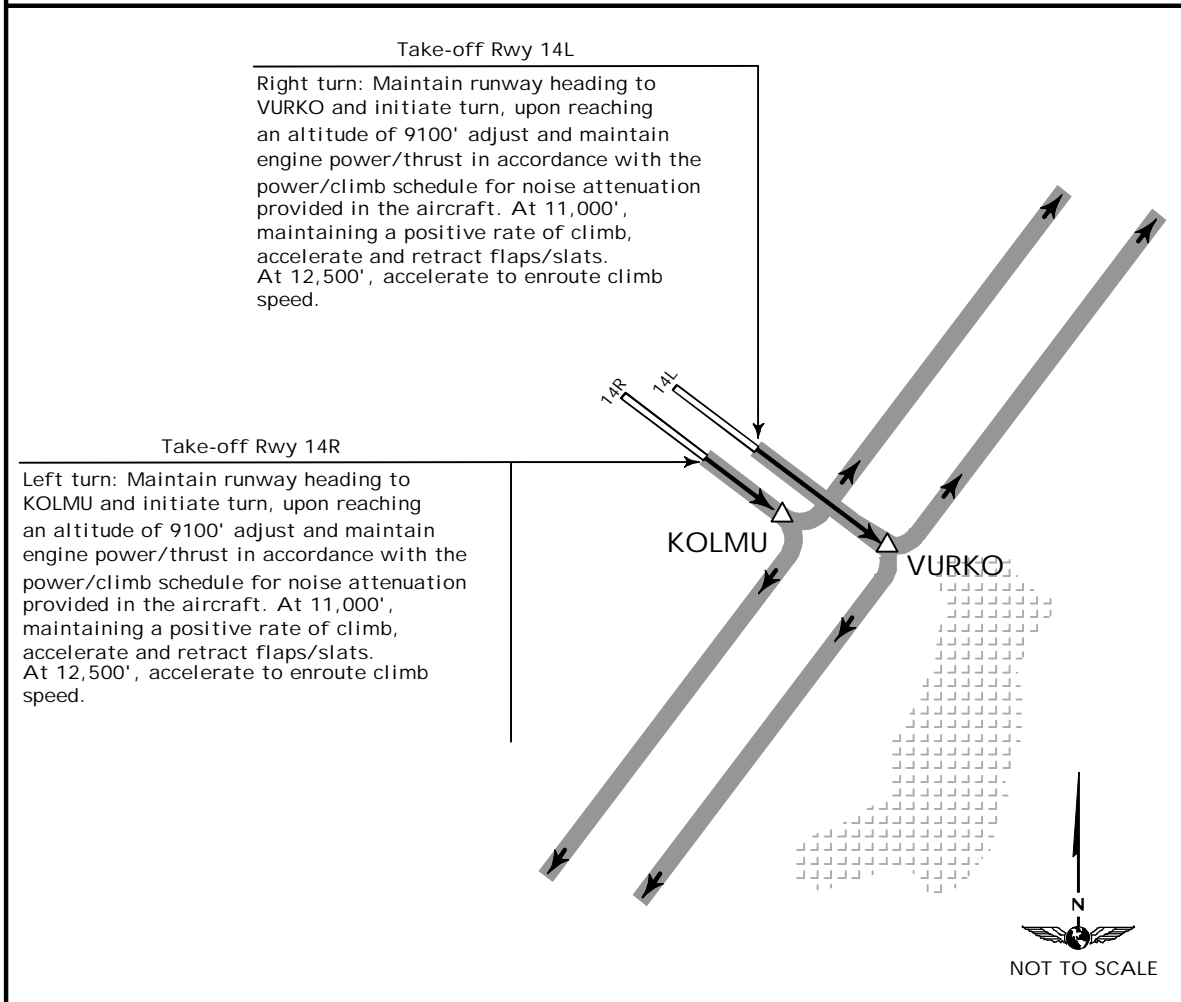 Take-off Rwy 14L
Right turn: Maintain runway heading to
VURKO and initiate turn, upon reaching
an altitude of 9100' adjust and maintain
engine power/thrust in accordance with the
power/climb schedule for noise attenuation
provided in the aircraft. At 11,000',
maintaining a positive rate of climb,
accelerate and retract flaps/slats.
At 12,500', accelerate to enroute climb
speed.
14R
14L
Take-off Rwy 14R
Left turn: Maintain runway heading to
KOLMU and initiate turn, upon reaching
an altitude of 9100' adjust and maintain
engine power/thrust in accordance with the
power/climb schedule for noise attenuation
provided in the aircraft. At 11,000',
maintaining a positive rate of climb,
accelerate and retract flaps/slats.
At 12,500', accelerate to enroute climb
speed.
KOLMU
VURKO
N
NOT TO SCALE